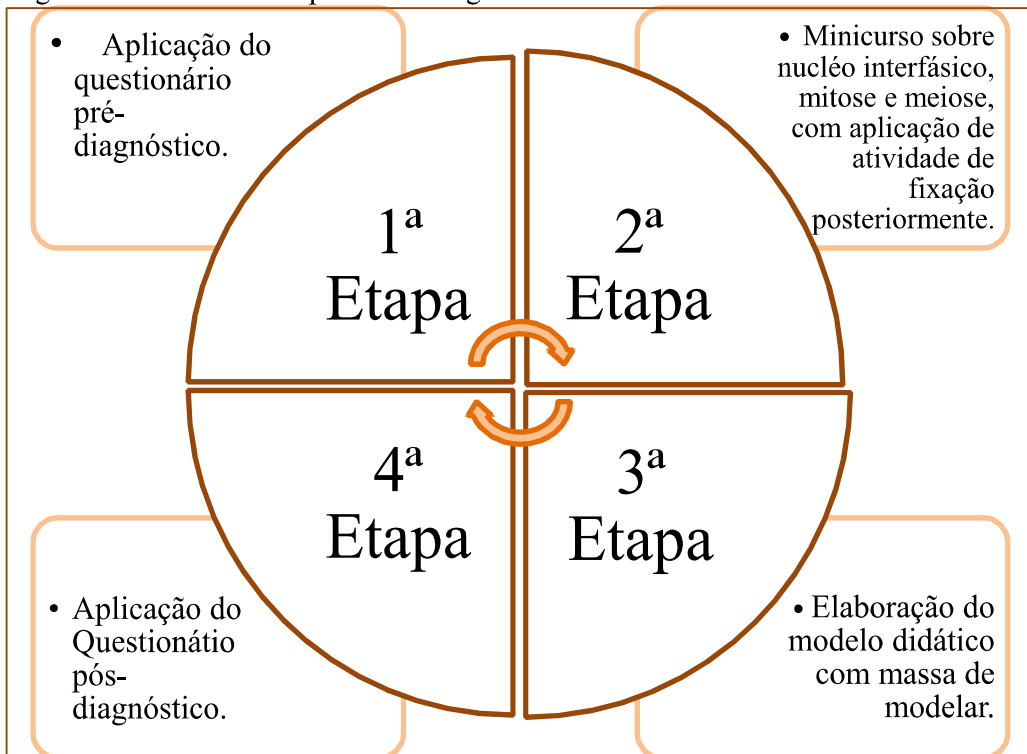 • Aplicação do
questionário
pré-
diagnóstico.
1ª
Etapa
• Minicurso sobre
nucléo interfásico,
mitose e meiose,
com aplicação de
atividade de
fixação
posteriormente.
2ª
Etapa
3ª
Etapa
• Elaboração do
modelo didático
com massa de
modelar.
4ª
Etapa
• Aplicação do
Questionátio
pós-
diagnóstico.